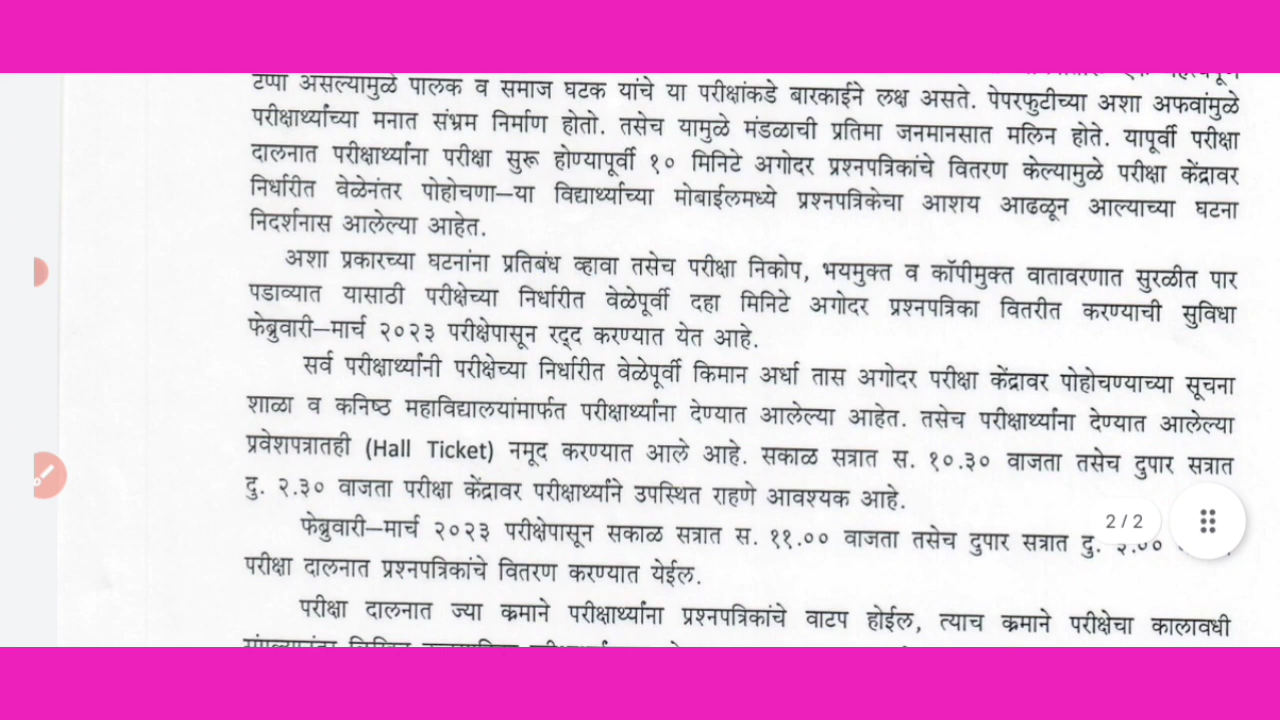 टप्पा असल्यामुळे पालक व समाज घटक यांचे या परीक्षांकडे बारकाईने लक्ष असते. पेपरफुटीच्या अशा अफवांमुळे
परीक्षार्थ्यांच्या मनात संभ्रम निर्माण होतो. तसेच यामुळे मंडळाची प्रतिमा जनमानसात मलिन होते. यापूर्वी परीक्षा
दालनात परीक्षार्थ्यांना परीक्षा सुरू होण्यापूर्वी १० मिनिटे अगोदर प्रश्नपत्रिकांचे वितरण केल्यामुळे परीक्षा केंद्रावर
निर्धारीत वेळेनंतर पोहोचणा–या विद्यार्थ्याच्या मोबाईलमध्ये प्रश्नपत्रिकेचा आशय आढळून आल्याच्या घटना
निदर्शनास आलेल्या आहेत.
अशा प्रकारच्या घटनांना प्रतिबंध व्हावा तसेच परीक्षा निकोप, भयमुक्त व कॉपीमुक्त वातावरणात सुरळीत पार
पडाव्यात यासाठी परीक्षेच्या निर्धारीत वेळेपूर्वी दहा मिनिटे अगोदर प्रश्नपत्रिका वितरीत करण्याची सुविधा
फेब्रुवारी–मार्च २०२३ परीक्षेपासून रद्द करण्यात येत आहे.
सर्व परीक्षार्थ्यांनी परीक्षेच्या निर्धारीत वेळेपूर्वी किमान अर्धा तास अगोदर परीक्षा केंद्रावर पोहोचण्याच्या सूचना
शाळा व कनिष्ठ महाविद्यालयांमार्फत परीक्षार्थ्यांना देण्यात आलेल्या आहेत. तसेच परीक्षार्थ्यांना देण्यात आलेल्या
प्रवेशपत्रातही (Hall Ticket) नमूद करण्यात आले आहे. सकाळ सत्रात स. १०.३० वाजता तसेच दुपार सत्रात
दु. २.३० वाजता परीक्षा केंद्रावर परीक्षार्थ्याने उपस्थित राहणे आवश्यक आहे.
2 / 2
फेब्रुवारी–मार्च २०२३ परीक्षेपासून सकाळ सत्रात स. ११.०० वाजता तसेच दुपार सत्रात दु.
परीक्षा दालनात प्रश्नपत्रिकांचे वितरण करण्यात येईल.
परीक्षा दालनात ज्या क्रमाने परीक्षार्थ्यांना प्रश्नपत्रिकांचे वाटप होईल, त्याच क्रमाने परीक्षेचा कालावधी